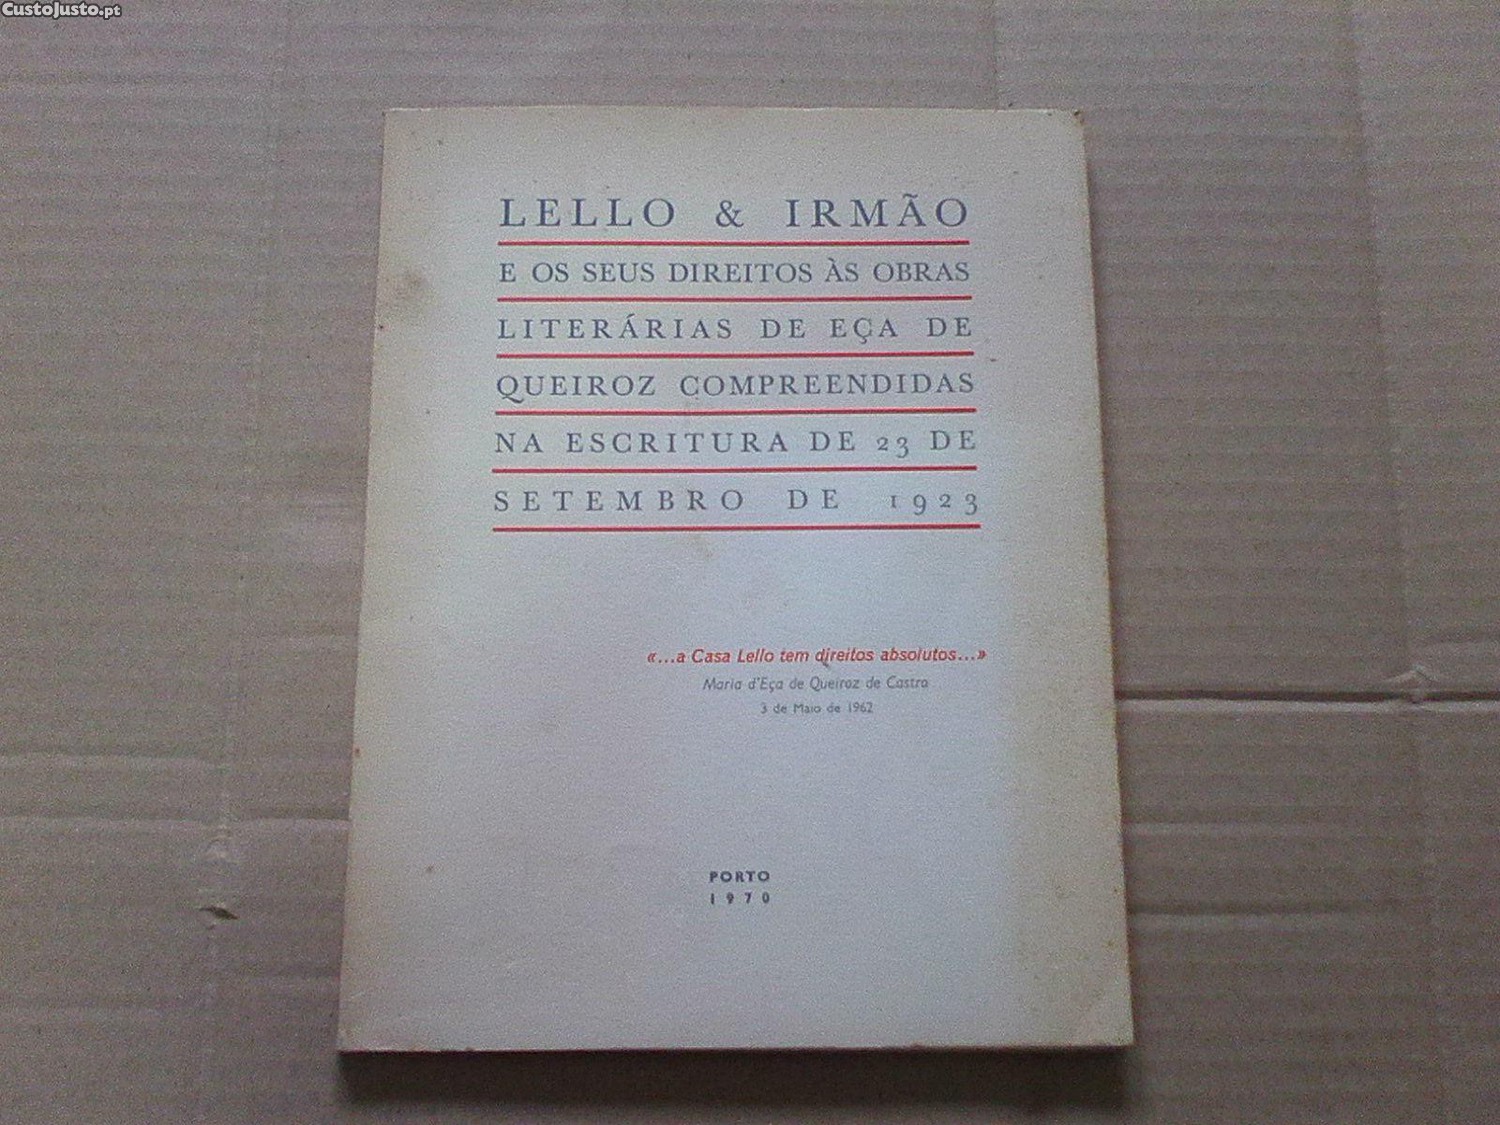 CustoJusto.pt
LELLO & IRMÃO
E OS SEUS DIREITOS ÀS OBRAS
LITERÁRIAS DE EÇA DE
QUEIROZ COMPREENDIDAS
NA ESCRITURA DE 23 DE
SETEMBRO DE 1923
«...a Casa Lello tem direitos absolutos...»
Maria d'Eça de Queiroz de Castro
3 de Maio de 1962
PORTO
1970